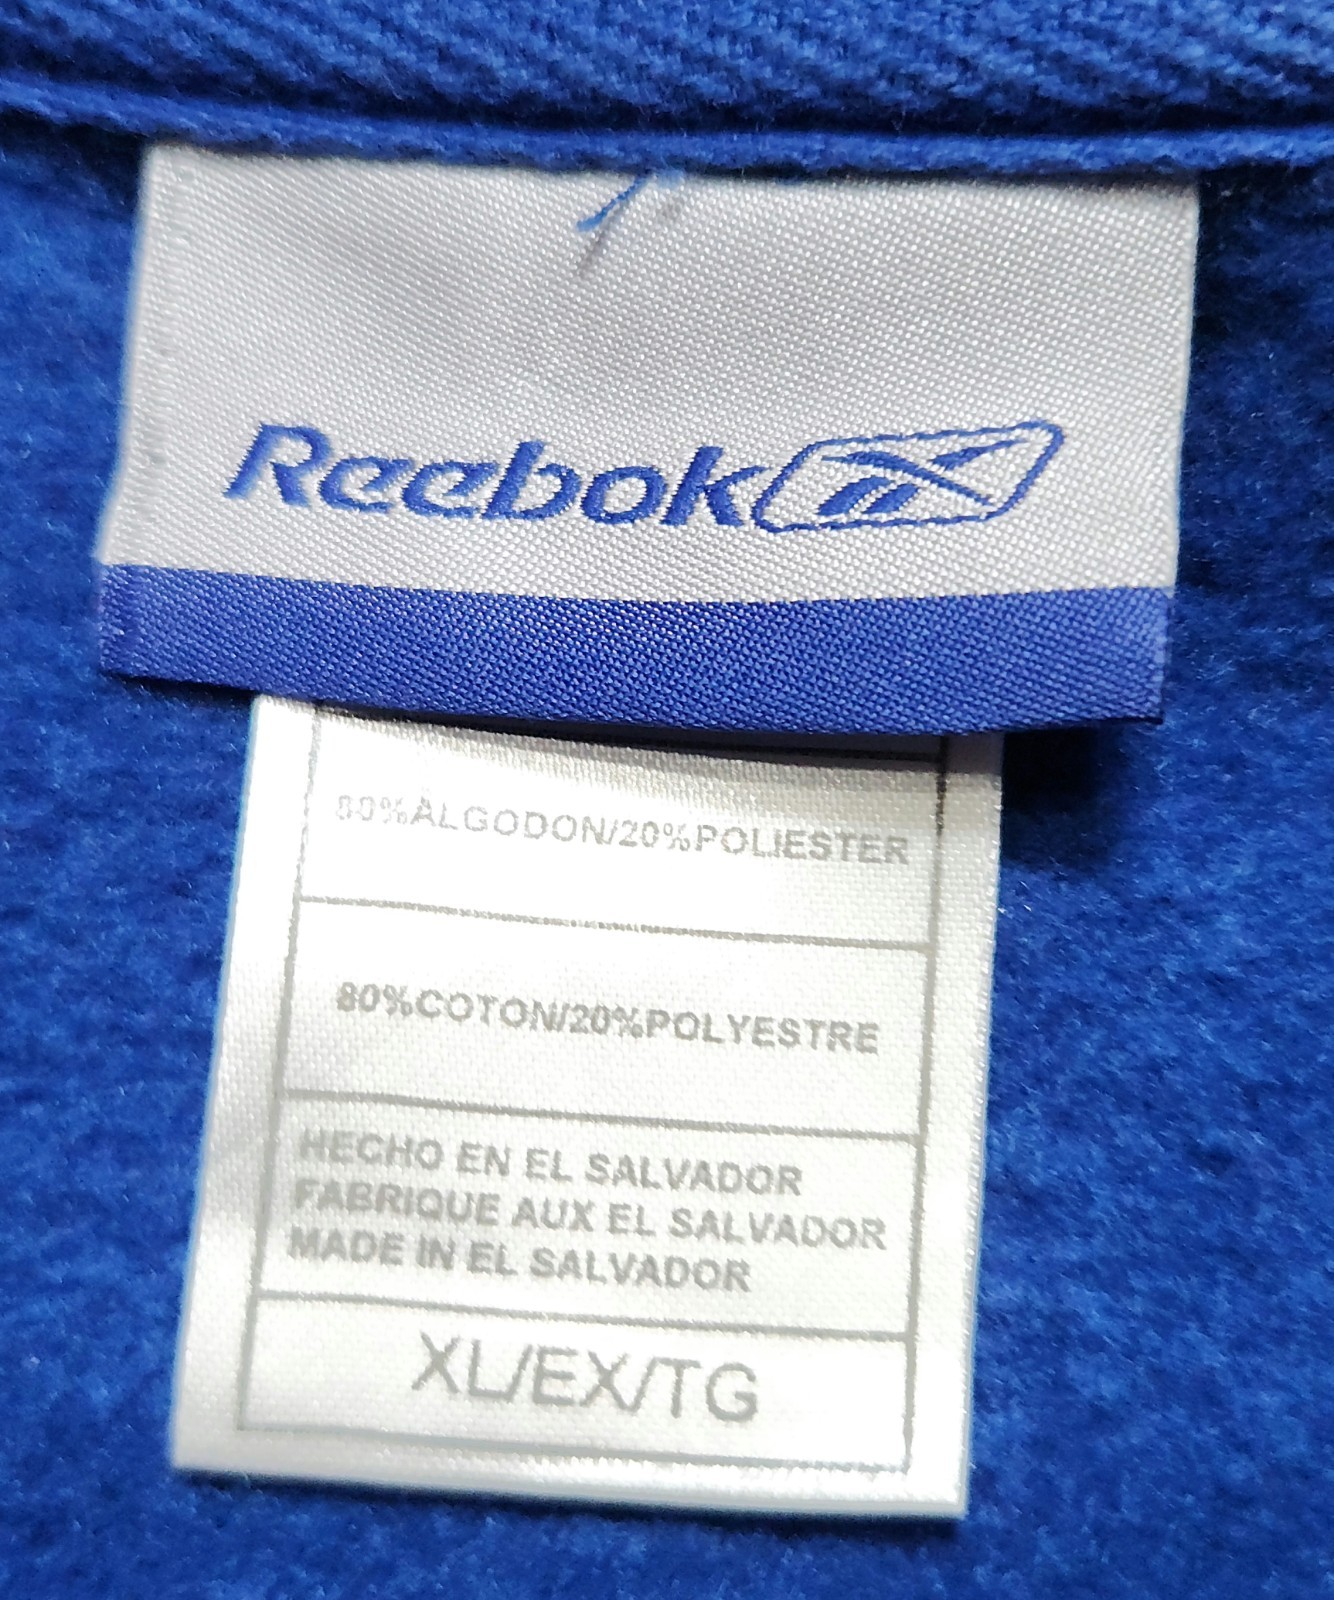 Reebok
80%ALGODON/20%POLIESTER
80%COTON/20%POLYESTRE
HECHO EN EL SALVADOR
FABRIQUE AUX EL SALVADOR
MADE IN EL SALVADOR
XL/EX/TG